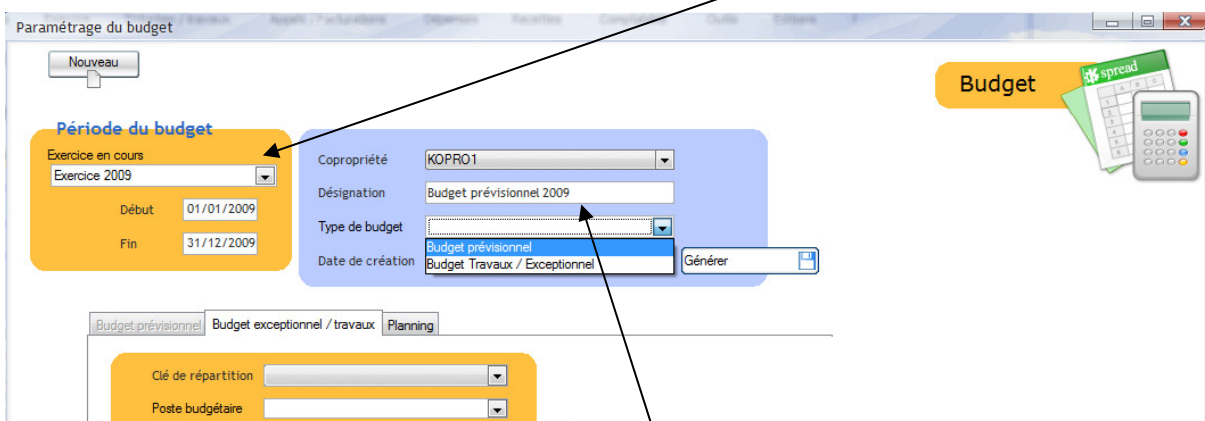 Paramétrage du budget
Nouveau
Budget
spread
Période du budget
Exercice en cours
Exercice 2009
Début 01/01/2009
Fin 31/12/2009
Copropriété KOPRO1
Désignation Budget prévisionnel 2009
Type de budget
Budget prévisionnel
Budget Travaux / Exceptionnel
Date de création
Générer
Budget prévisionnel Budget exceptionnel / travaux Planning
Clé de répartition
Poste budgétaire